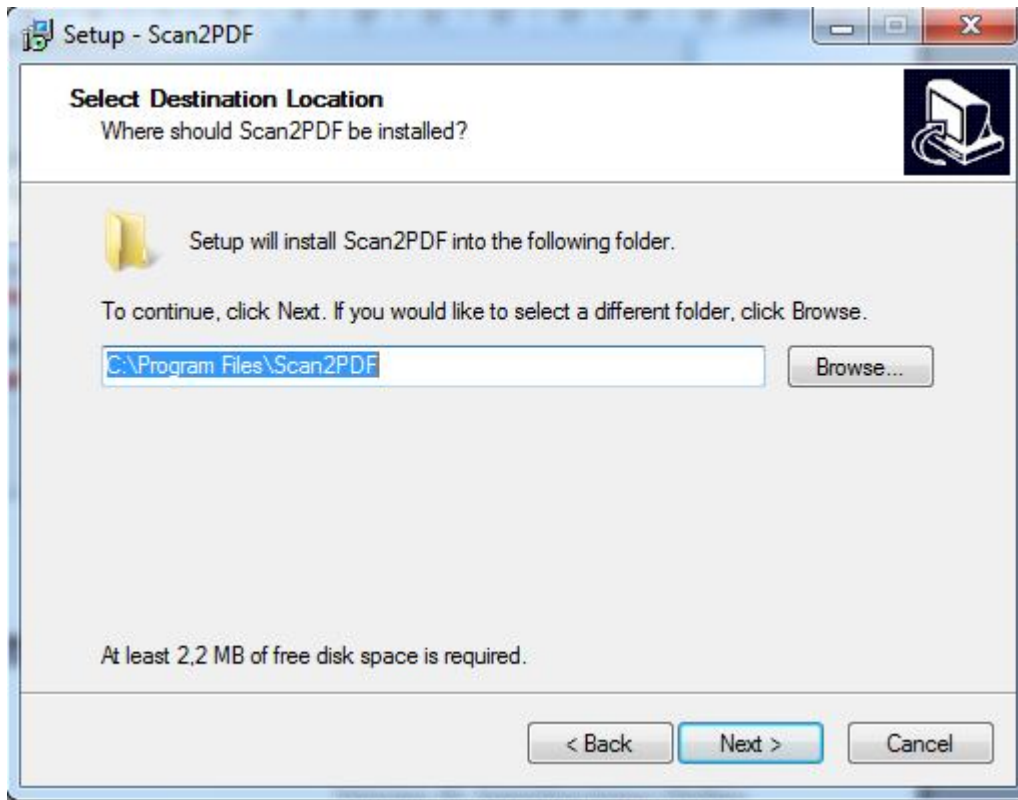 Setup - Scan2PDF
Select Destination Location
Where should Scan2PDF be installed?
Setup will install Scan2PDF into the following folder.
To continue, click Next. If you would like to select a different folder, click Browse.
C:\Program Files\Scan2PDF
Browse...
At least 2,2 MB of free disk space is required.
< Back
Next >
Cancel